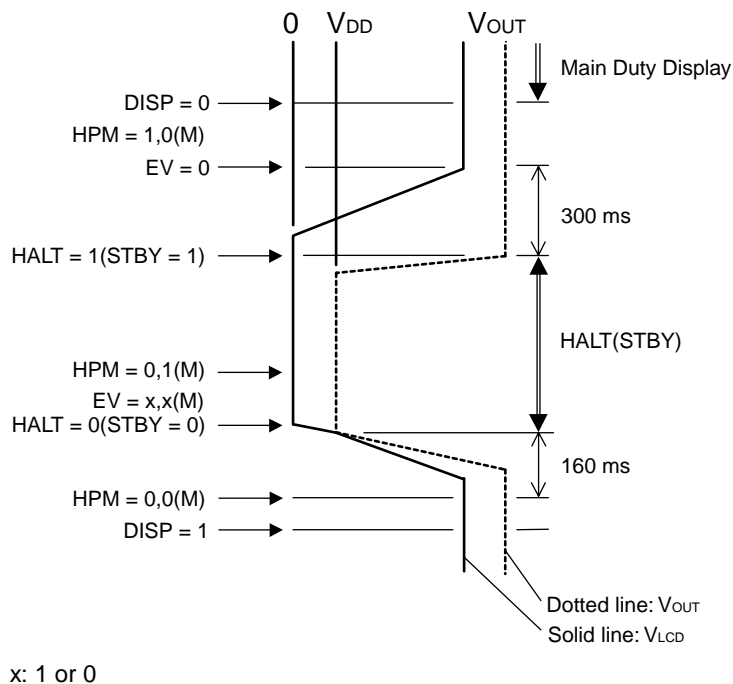 0 VDD VOUT
Main Duty Display
DISP = 0
HPM = 1,0(M)
EV = 0
300 ms
HALT = 1(STBY = 1)
HALT(STBY)
HPM = 0,1(M)
EV = x,x(M)
HALT = 0(STBY = 0)
160 ms
HPM = 0,0(M)
DISP = 1
Dotted line: VOUT
Solid line: VLCD
x: 1 or 0